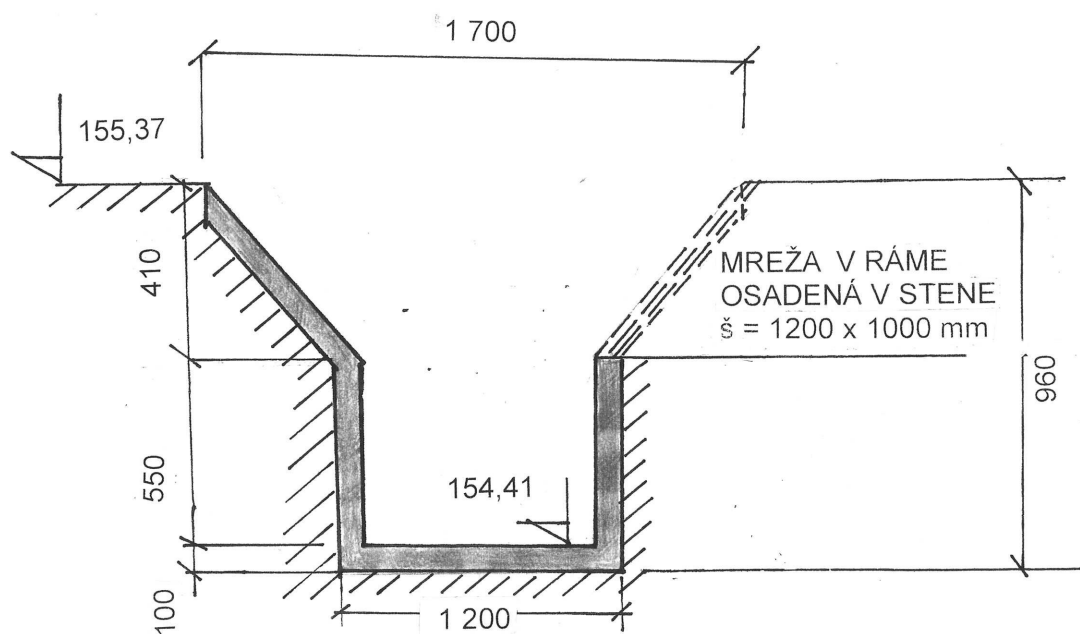 1 700
155,37
410
MREŽA V RÁME
OSADENÁ V STENE
š = 1200 x 1000 mm
960
550
154,41
100
1 200